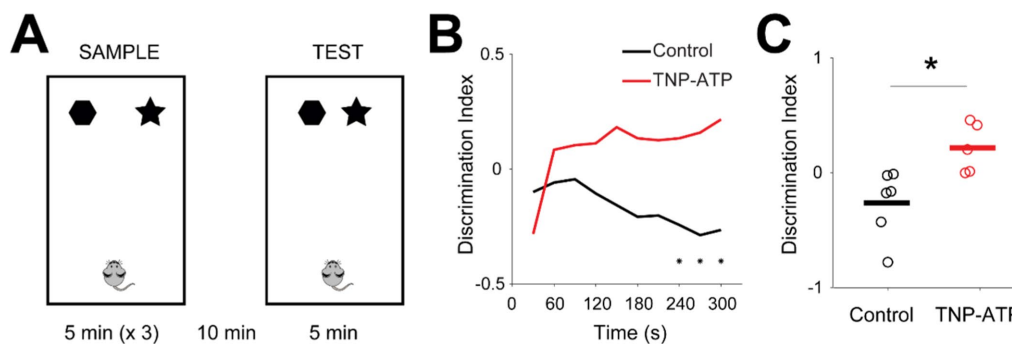 A
SAMPLE
TEST
5 min (x 3)
10 min
5 min
B
Discrimination Index
0.5
0
-0.5
Control
TNP-ATP
* * *
0
60
120
180
240
300
Time (s)
C
Discrimination Index
1
0
-1
*
Control
TNP-ATP